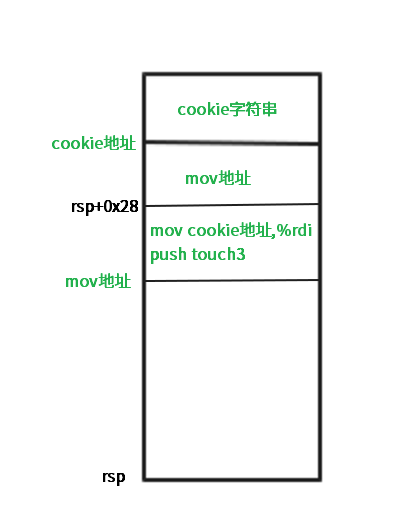 cookie字符串
cookie地址
mov地址
rsp+0x28
mov cookie地址,%rdi
push touch3
mov地址
rsp